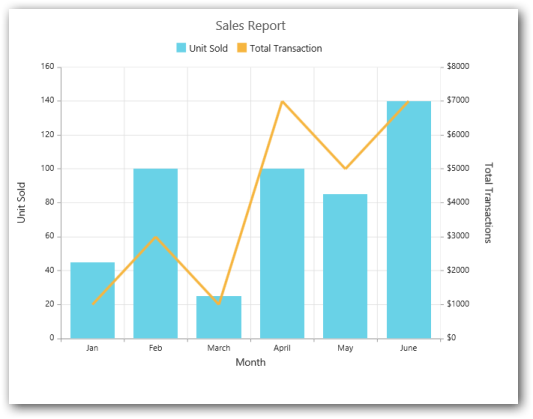 Sales Report
Unit Sold Total Transaction
160 $8000
140 $7000
120 $6000
100 $5000
80 $4000
60 $3000
40 $2000
20 $1000
0 $0
Unit Sold
Total Transactions
Jan Feb March April May June
Month